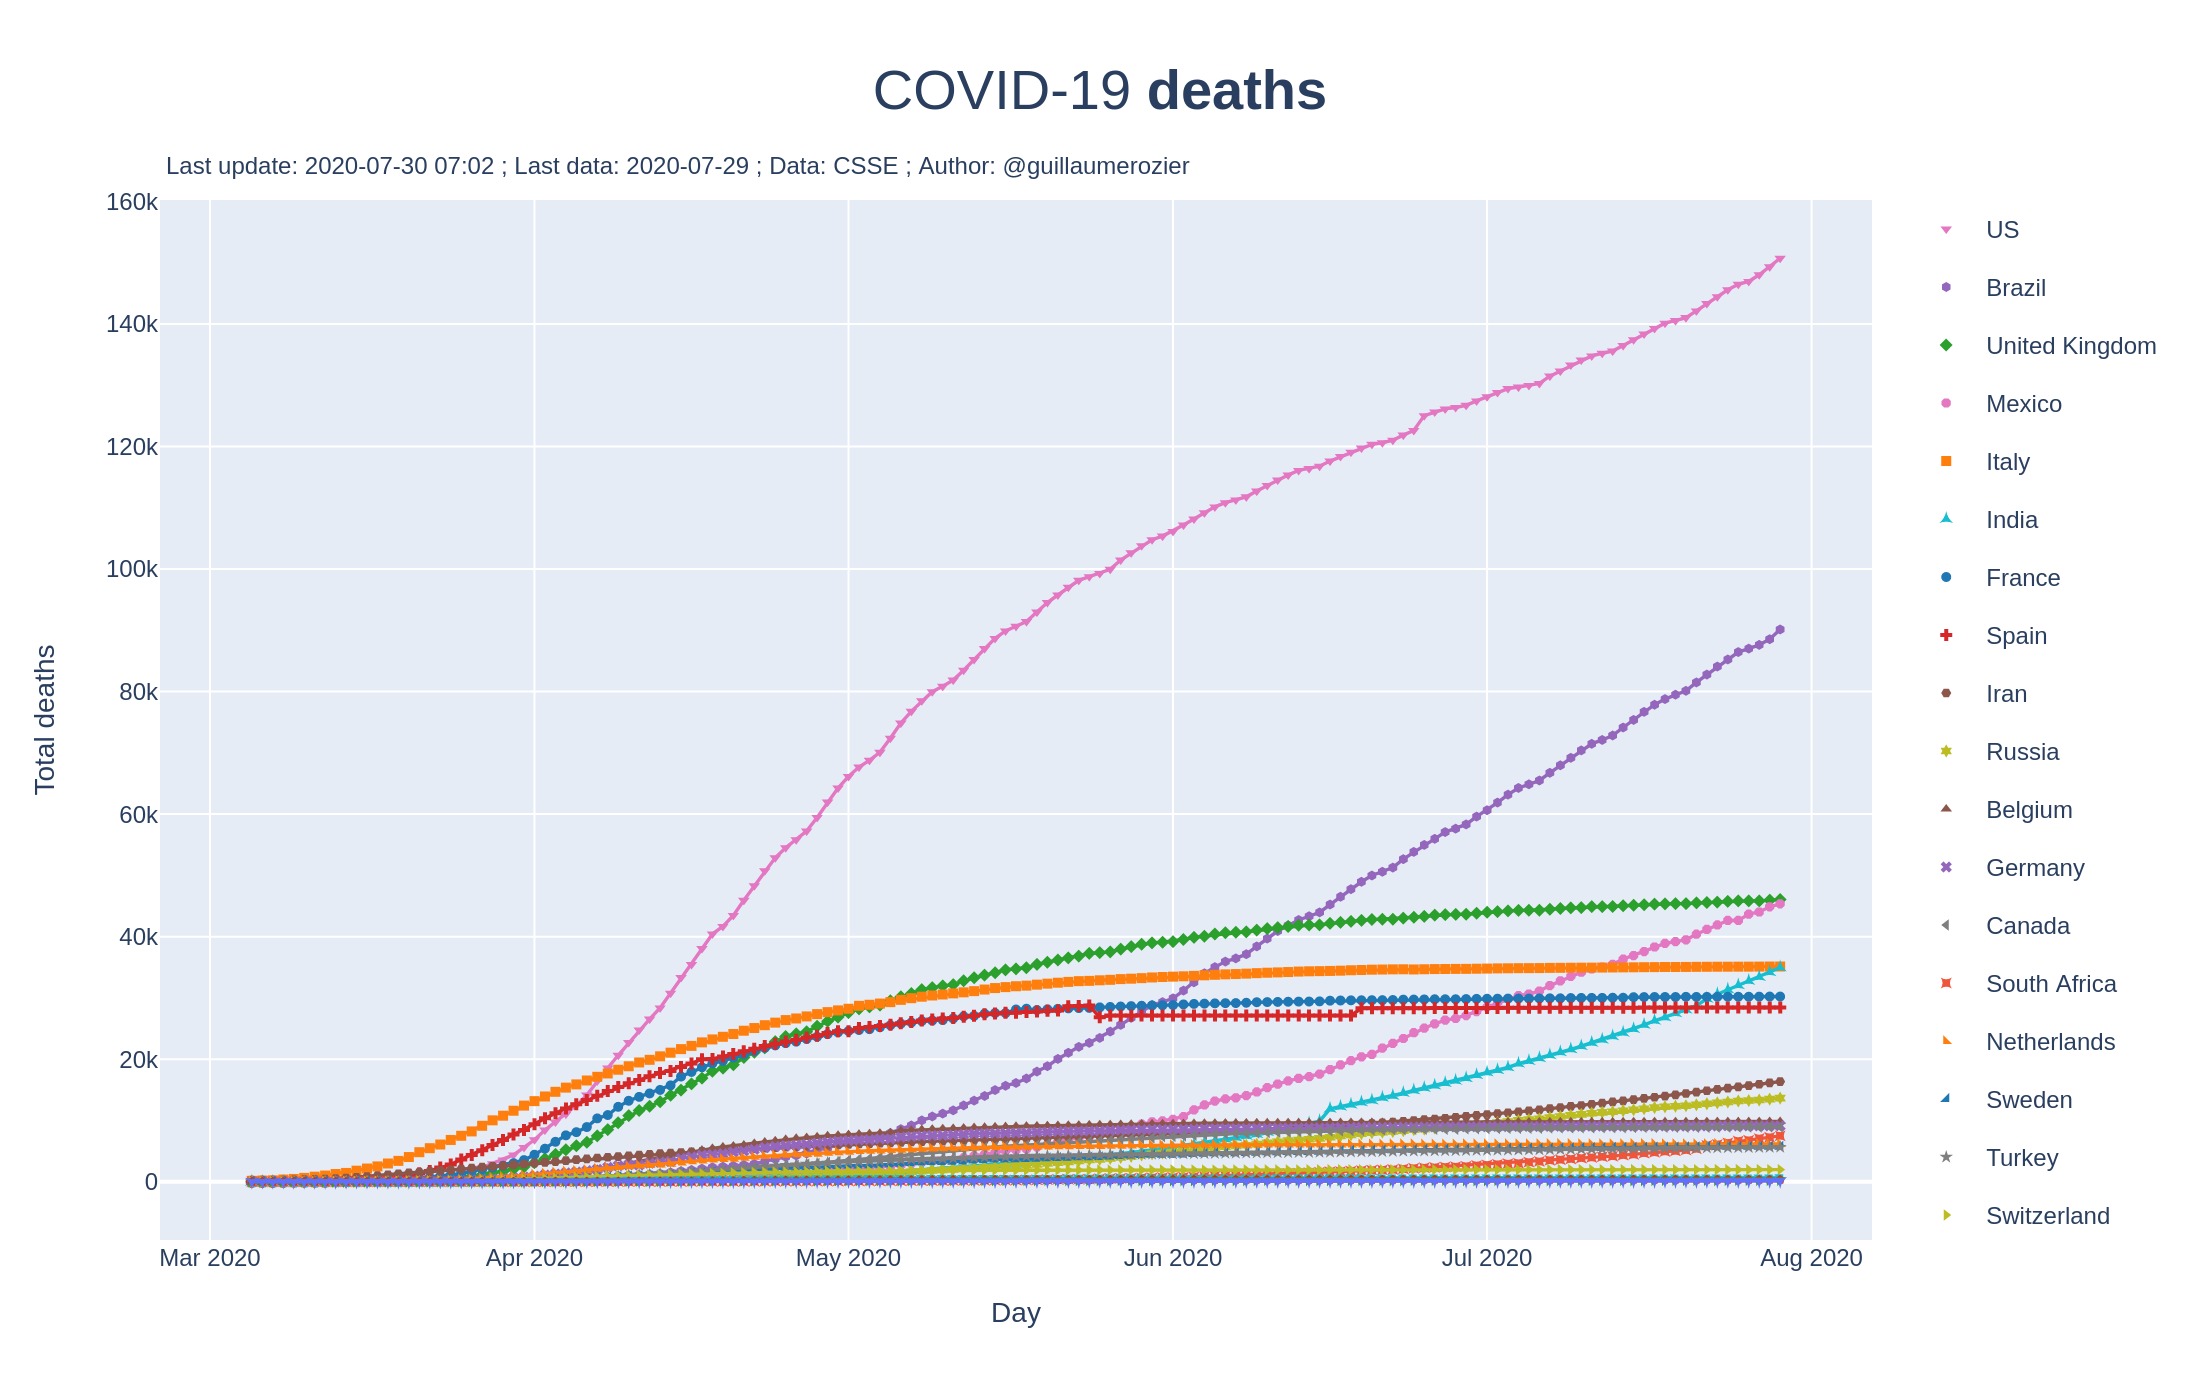 COVID-19 deaths
Last update: 2020-07-30 07:02 ; Last data: 2020-07-29 ; Data: CSSE ; Author: @guillaumerozier
160k
140k
120k
100k
80k
60k
40k
20k
0
Total deaths
Mar 2020 Apr 2020 May 2020 Jun 2020 Jul 2020 Aug 2020
Day
US
Brazil
United Kingdom
Mexico
Italy
India
France
Spain
Iran
Russia
Belgium
Germany
Canada
South Africa
Netherlands
Sweden
Turkey
Switzerland